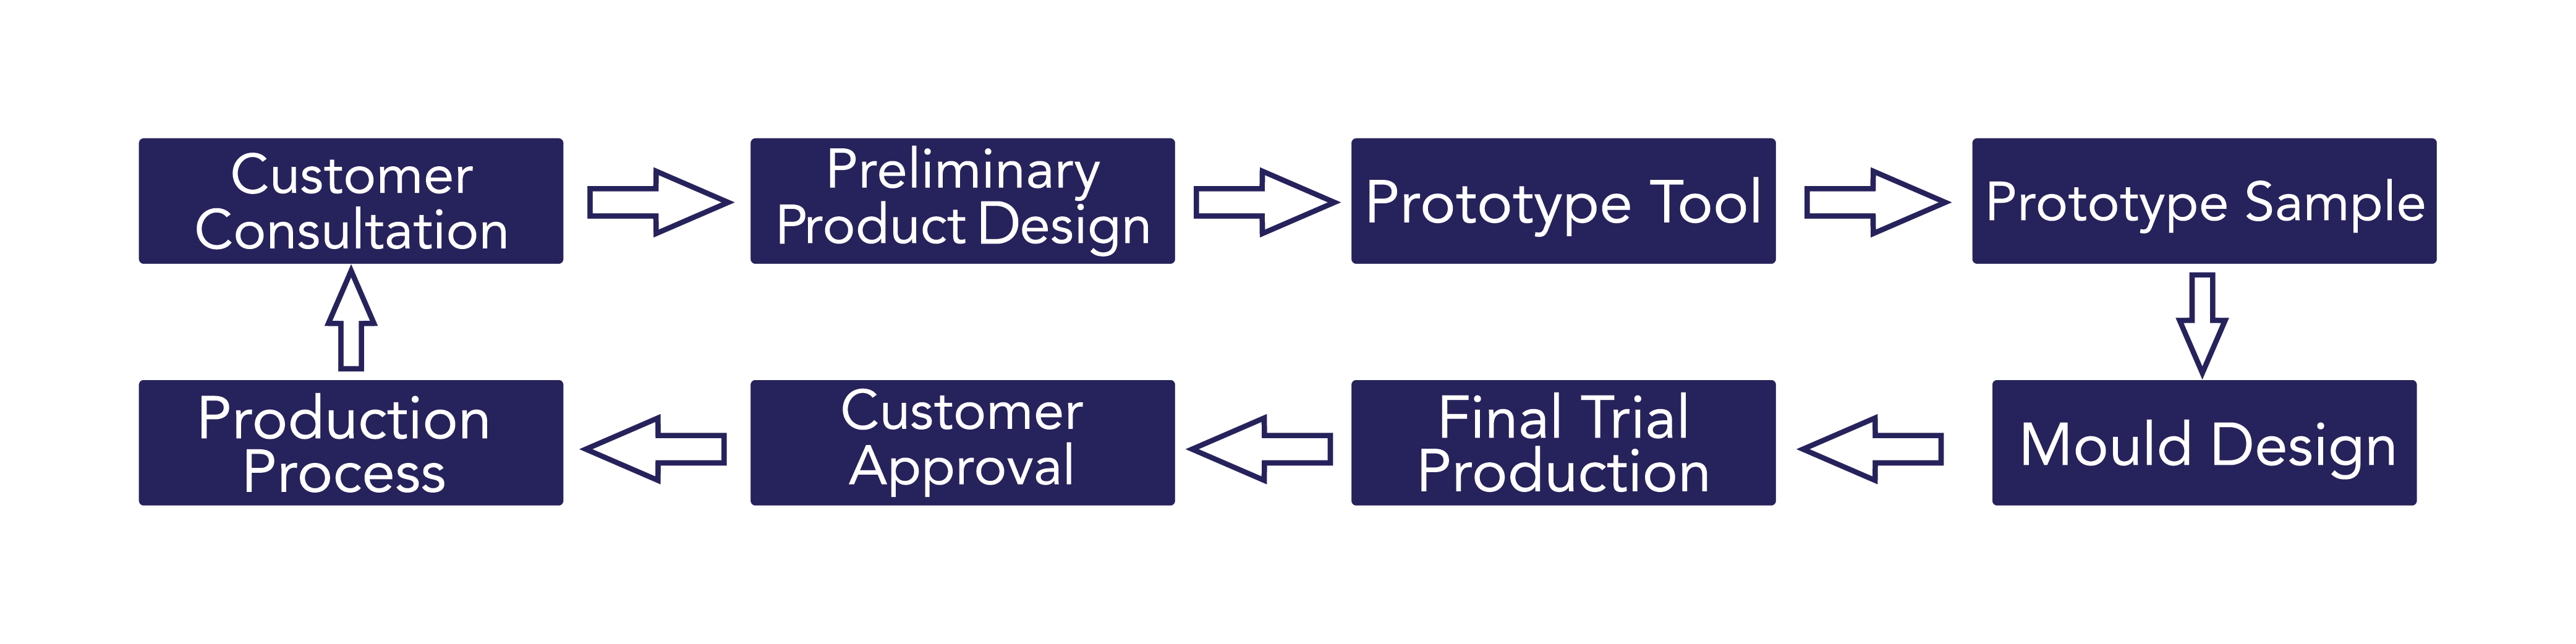 Customer
Consultation
Preliminary
Product Design
Prototype Tool
Prototype Sample
Production
Process
Customer
Approval
Final Trial
Production
Mould Design